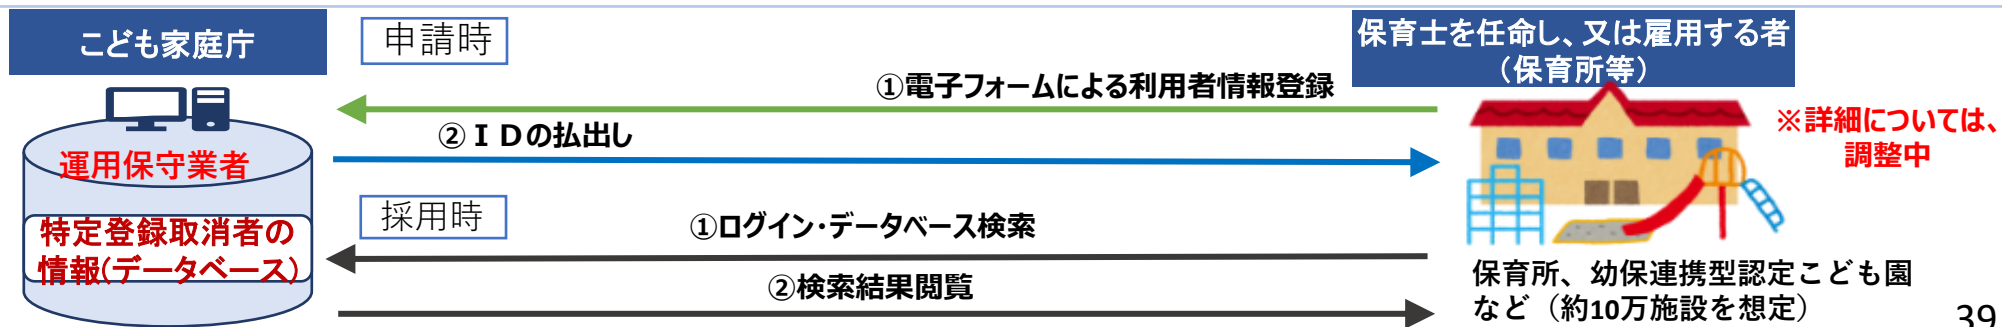 こども家庭庁
申請時
保育士を任命し、又は雇用する者
（保育所等）
①電子フォームによる利用者情報登録
②ＩＤの払出し
※詳細については、
調整中
運用保守業者
採用時
①ログイン・データベース検索
特定登録取消者の
情報(データベース)
②検索結果閲覧
保育所、幼保連携型認定こども園
など（約10万施設を想定）
39